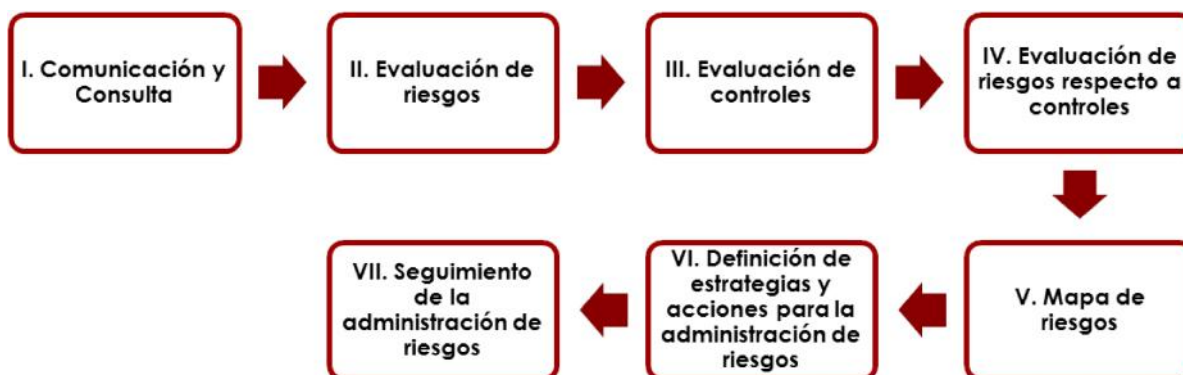 I. Comunicación y
Consulta
II. Evaluación de
riesgos
III. Evaluación de
controles
IV. Evaluación de
riesgos respecto a
controles
V. Mapa de
riesgos
VI. Definición de
estrategias y
acciones para la
administración de
riesgos
VII. Seguimiento
de la
administración de
riesgos